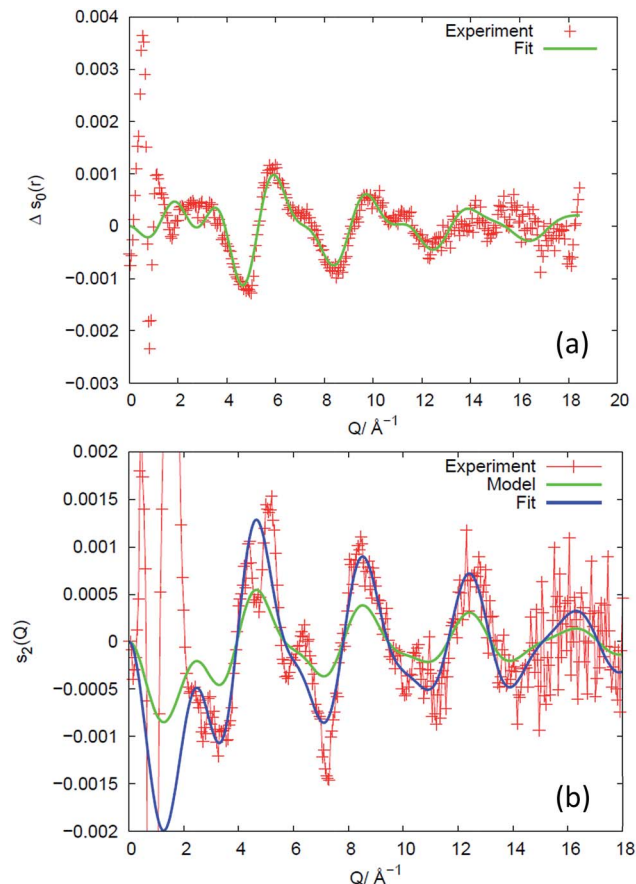 0.004
0.003
0.002
0.001
0
−0.001
−0.002
−0.003
Δ s0(r)
Experiment
Fit
(a)
0 2 4 6 8 10 12 14 16 18 20
Q/ Å−1
0.002
0.0015
0.001
0.0005
0
−0.0005
−0.001
−0.0015
−0.002
s2(Q)
Experiment
Model
Fit
(b)
0 2 4 6 8 10 12 14 16 18
Q/ Å−1